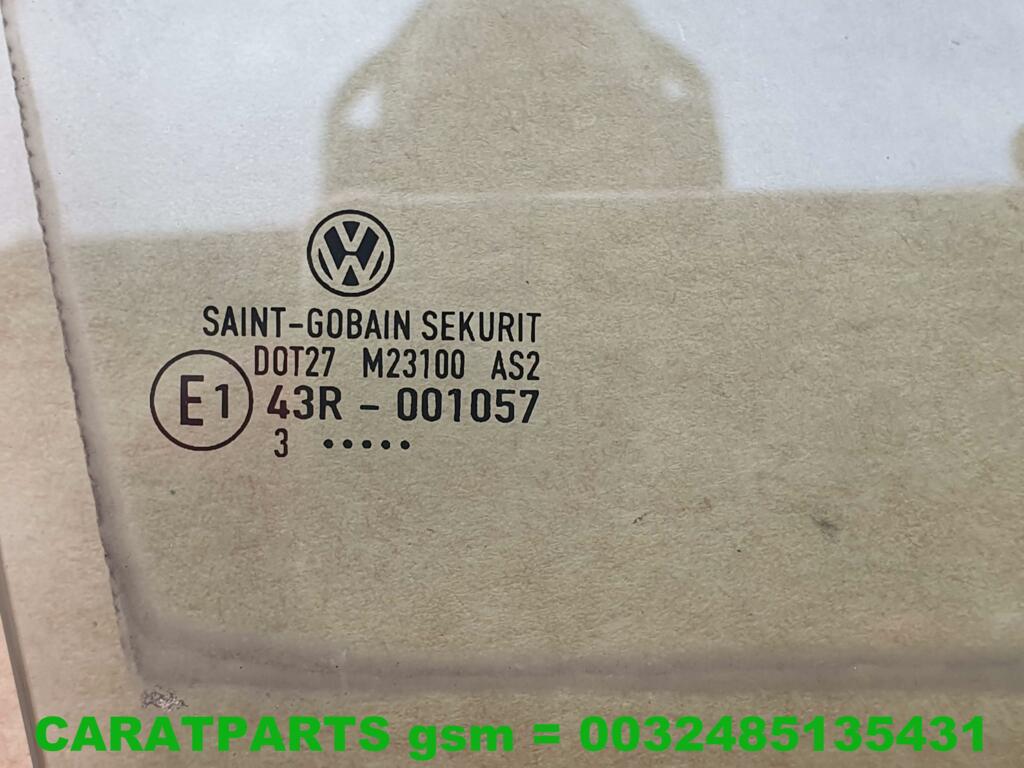 SAINT-GOBAIN SEKURIT
DOT27 M23100 AS2
E1 43R - 001057
3 •••••
CARATPARTS gsm = 0032485135431